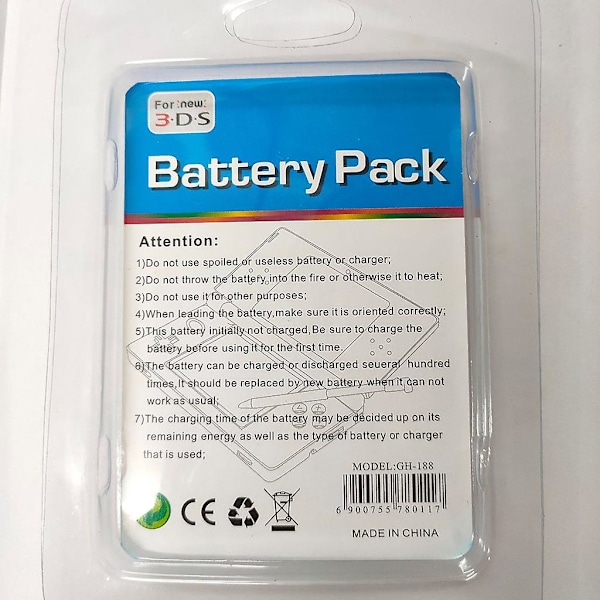 For :new:
3·D·S
Battery Pack
Attention:
1)Do not use spoiled or useless battery or charger;
2)Do not throw the battery,into the fire or otherwise it to heat;
3)Do not use it for other purposes;
4)When leading the battery,make sure it is oriented correctly;
5)This battery initially not charged,Be sure to charge the
battery before using it for the first time.
6)The battery can be charged or discharged seueral hundred
times,It should be replaced by new battery when it can not
work as usual;
7)The charging time of the battery may be decided up on its
remaining energy as well as the type of battery or charger
that is used;
MODEL:GH-188
CE
6 900755 780117
MADE IN CHINA